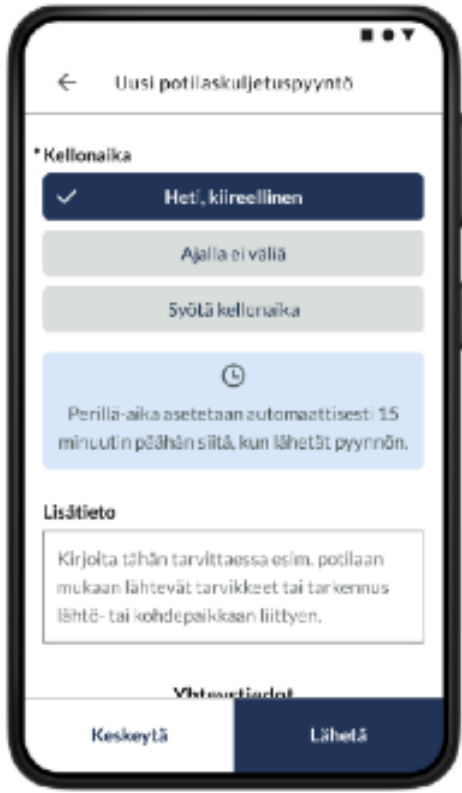 Uusi potilaskuljetuspyyntö
* Kellonaika
Heti, kiireellinen
Ajalla ei väliä
Syötä kellonaika
Perillä-aika asetetaan automaattisesti 15
minuutin päähän siitä, kun lähetät pyynnön.
Lisätieto
Kirjoita tähän tarvittaessa esim. potilaan
mukaan lähtevät tarvikkeet tai tarkennus
lähtö- tai kohdepaikkaan liittyen.
Yhteystiedot
Keskeytä
Lähetä